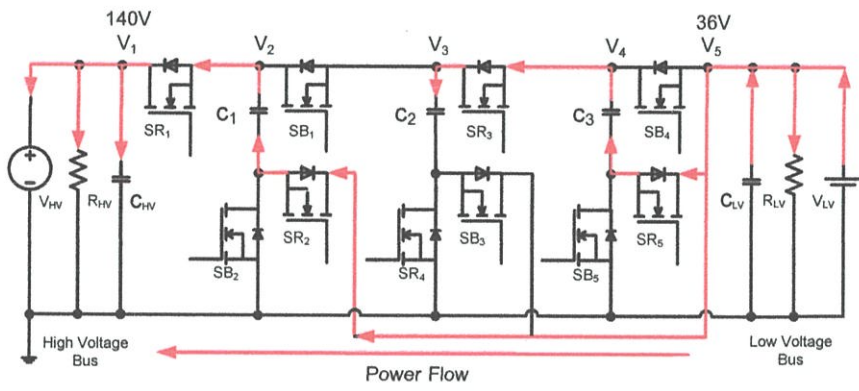 140V
36V
V1
V2
V3
V4
V5
C1
SB1
C2
SR3
C3
SB4
SR1
VHV
RHV
CHV
SR2
SB2
SB3
SR4
SR5
SB5
CLV
RLV
VLV
High Voltage
Bus
Low Voltage
Bus
Power Flow